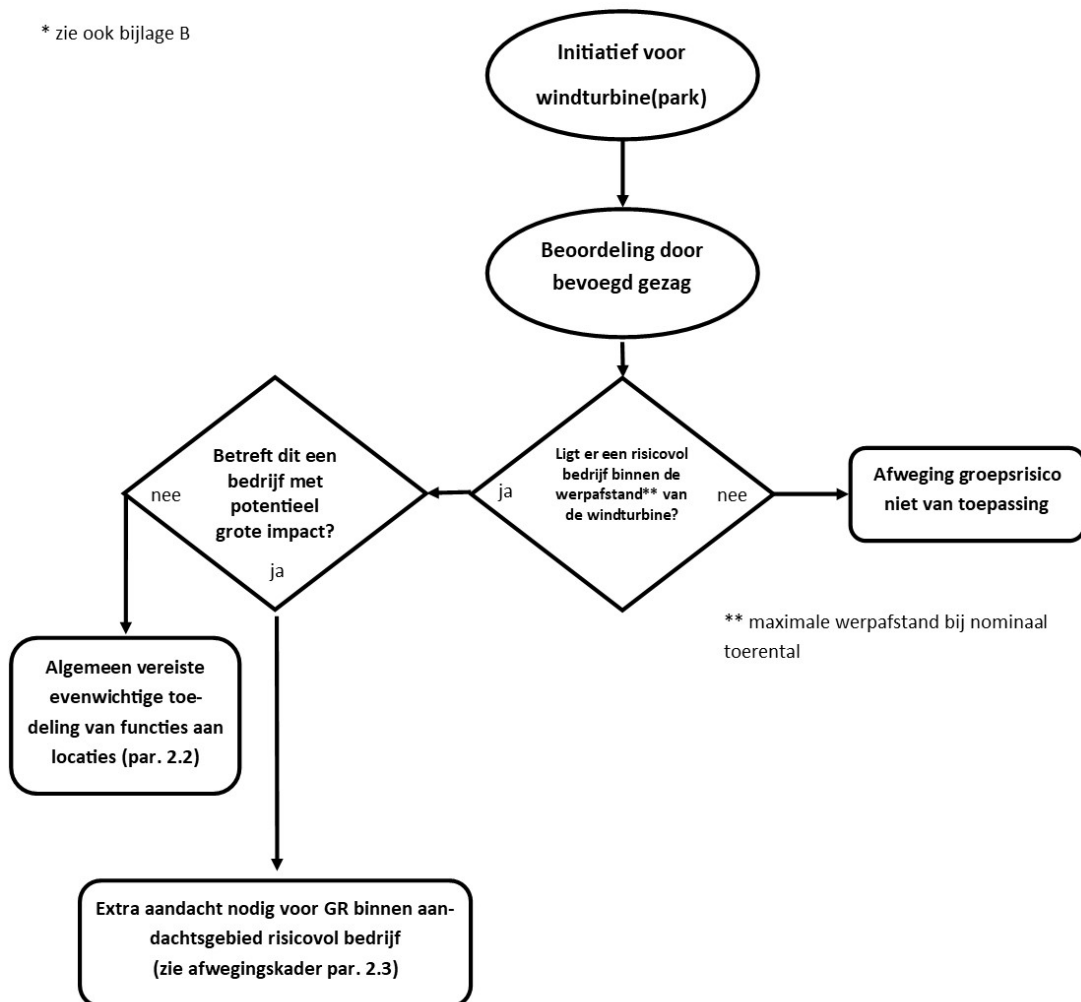 * zie ook bijlage B
Initiatief voor
windturbine(park)
Beoordeling door
bevoegd gezag
Betreft dit een
bedrijf met
potentieel
grote impact?
nee
ja
Ligt er een risicovol
bedrijf binnen de
werpafstand** van
de windturbine?
ja
nee
Afweging groepsrisico
niet van toepassing
** maximale werpafstand bij nominaal
toerental
Algemeen vereiste
evenwichtige toe-
deling van functies aan
locaties (par. 2.2)
Extra aandacht nodig voor GR binnen aan-
dachtsgebied risicovol bedrijf
(zie afwegingskader par. 2.3)